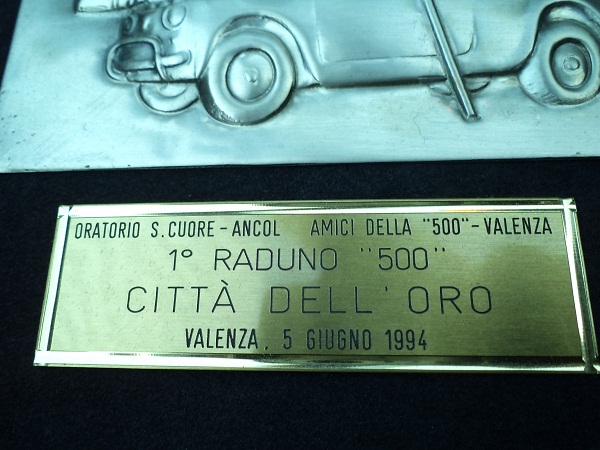 ORATORIO S. CUORE - ANCOL AMICI DELLA "500" - VALENZA
1° RADUNO "500"
CITTÀ DELL'ORO
VALENZA, 5 GIUGNO 1994